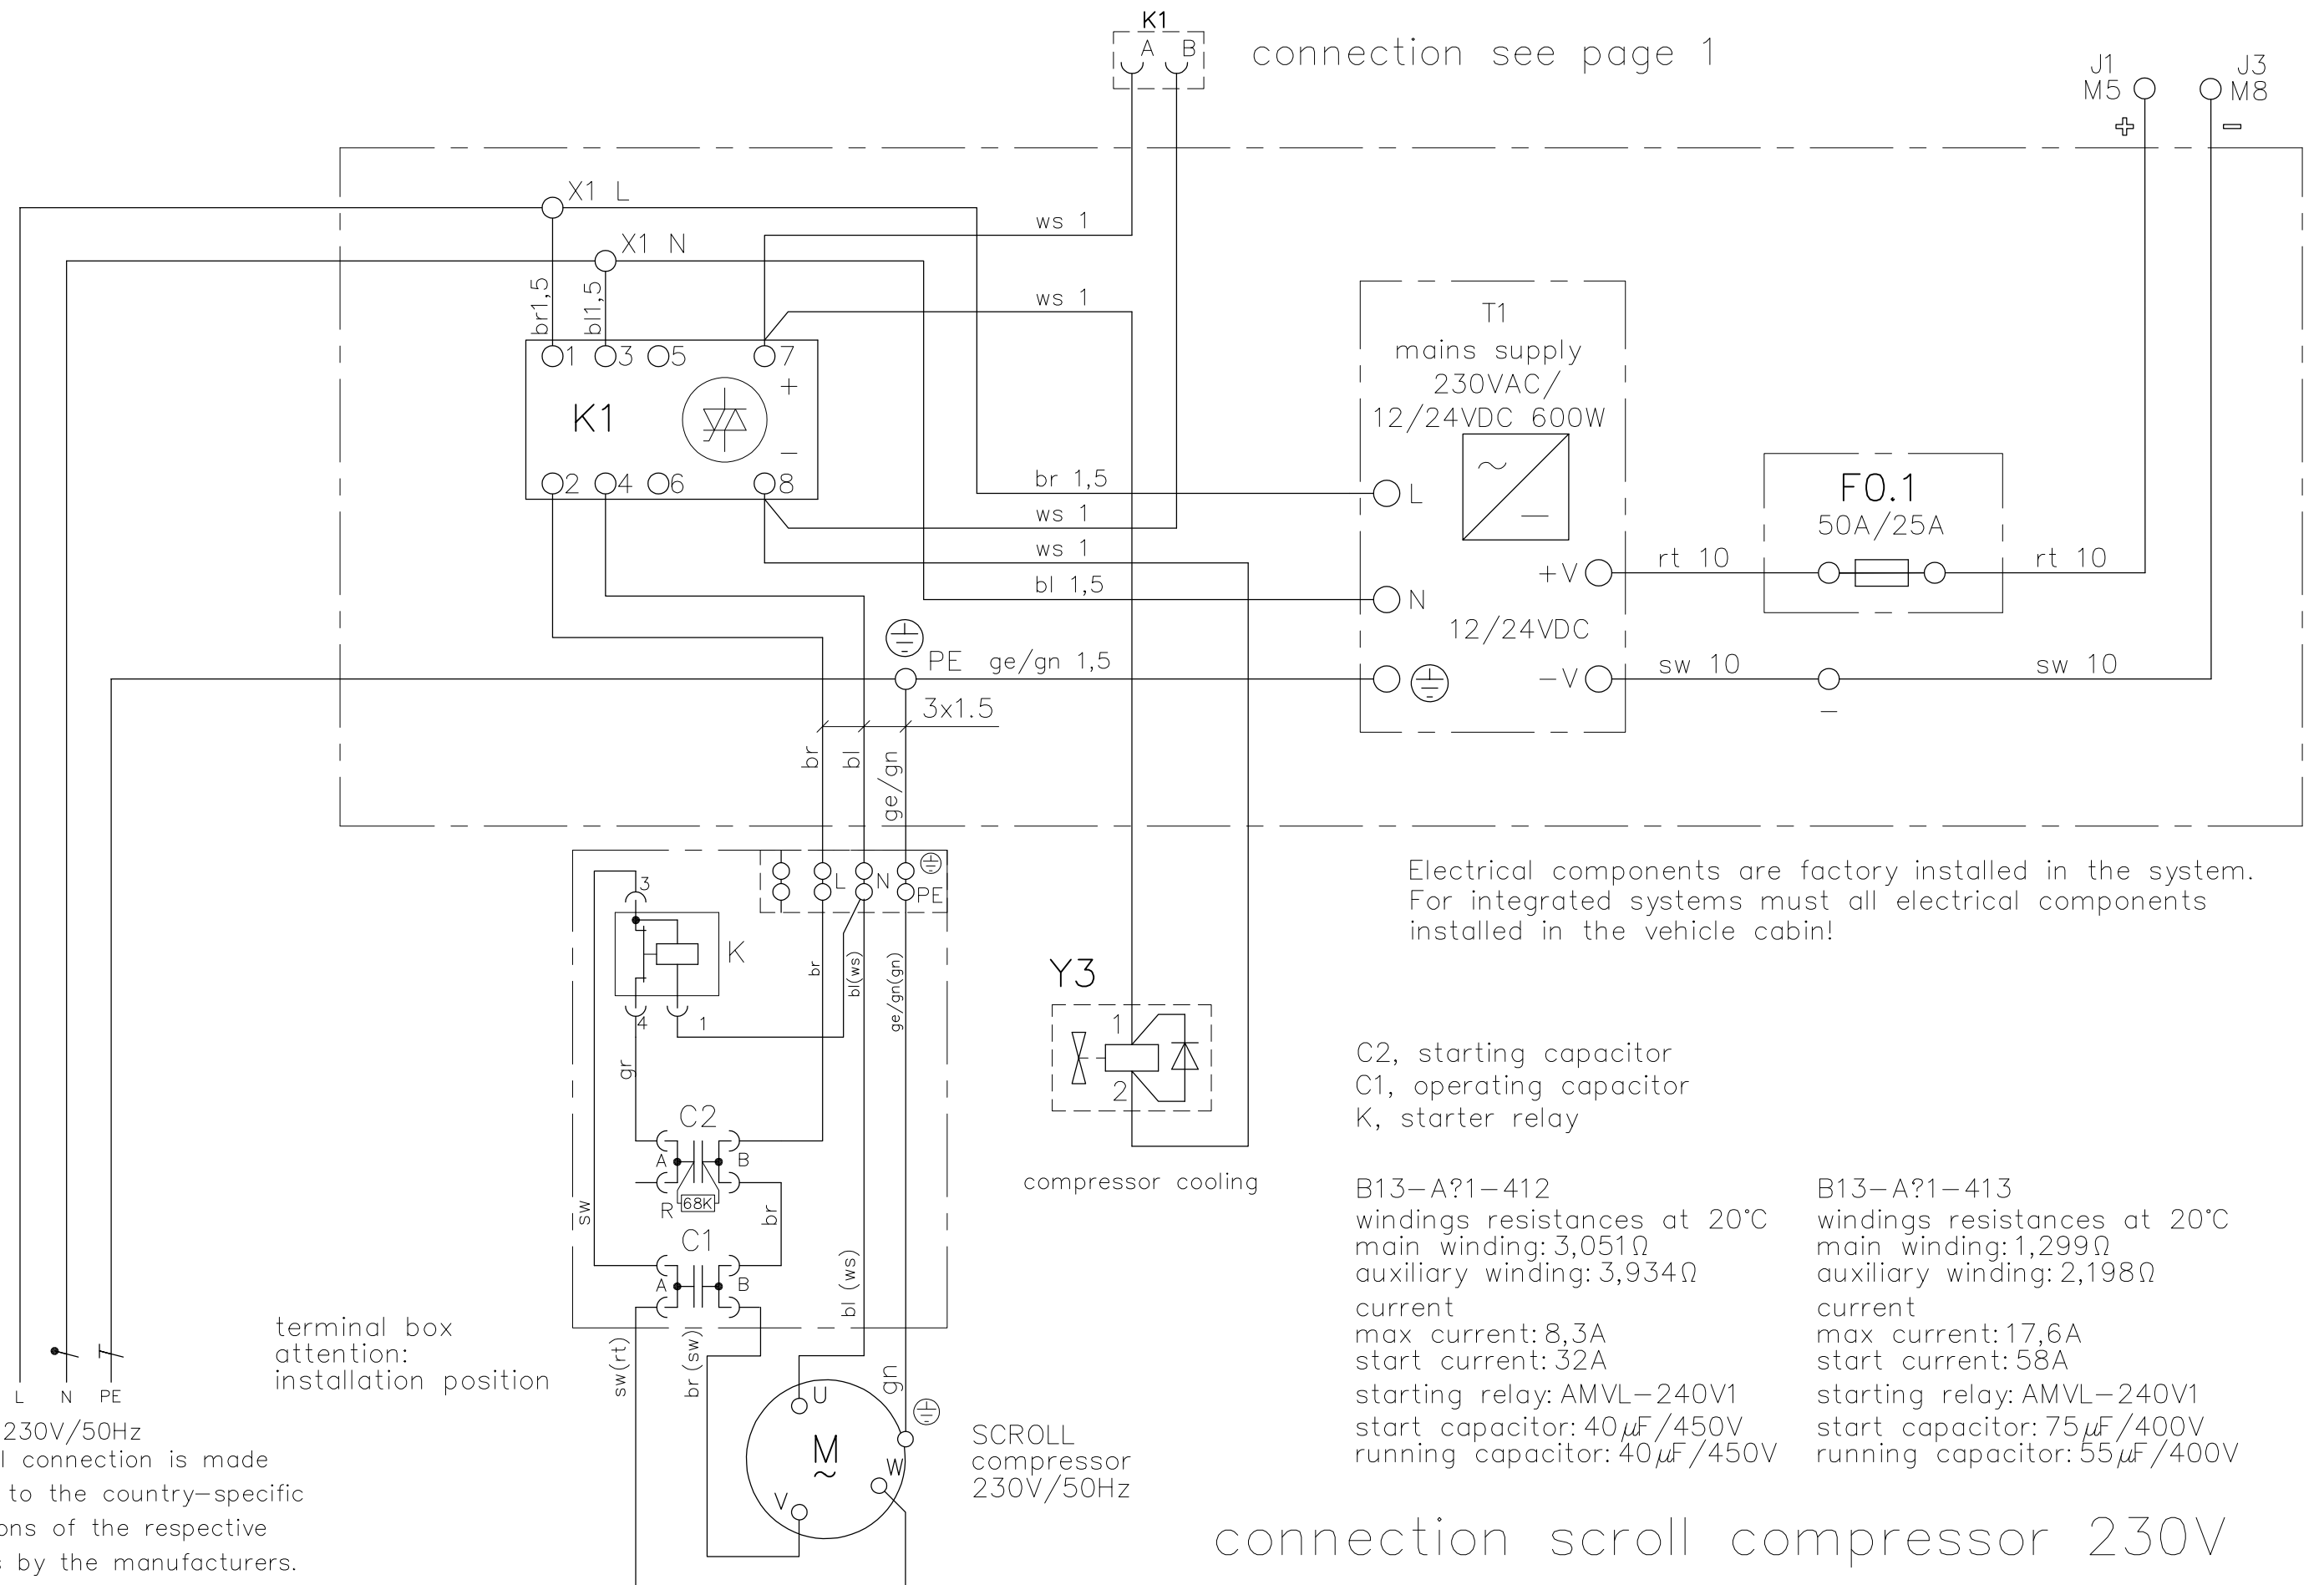 K1
A B
connection see page 1
J1
M5
J3
M8
+
−
X1 L
X1 N
ws 1
ws 1
br1,5
bl1,5
1
3
5
7
+
K1
−
2
4
6
8
T1
mains supply
230VAC/
12/24VDC 600W
L
N
+V
12/24VDC
−V
F0.1
50A/25A
br 1,5
ws 1
ws 1
bl 1,5
rt 10
rt 10
sw 10
sw 10
−
PE
ge/gn 1,5
3x1.5
br
bl
ge/gn
L
N
PE
3
K
4
1
br
bl(ws)
ge/gn(gn)
gr
C2
A
B
R
68K
sw
br
C1
A
B
bl (ws)
sw(rt)
br (sw)
gn
U
M
~
V
W
SCROLL
compressor
230V/50Hz
Y3
1
2
compressor cooling
Electrical components are factory installed in the system.
For integrated systems must all electrical components
installed in the vehicle cabin!
C2, starting capacitor
C1, operating capacitor
K, starter relay
B13−A?1−412
windings resistances at 20°C
main winding: 3,051Ω
auxiliary winding: 3,934Ω
current
max current: 8,3A
start current: 32A
starting relay: AMVL−240V1
start capacitor: 40µF/450V
running capacitor: 40µF/450V
B13−A?1−413
windings resistances at 20°C
main winding: 1,299Ω
auxiliary winding: 2,198Ω
current
max current: 17,6A
start current: 58A
starting relay: AMVL−240V1
start capacitor: 75µF/400V
running capacitor: 55µF/400V
terminal box
attention:
installation position
L N PE
230V/50Hz
connection is made
to the country−specific
of the respective
by the manufacturers.
connection scroll compressor 230V